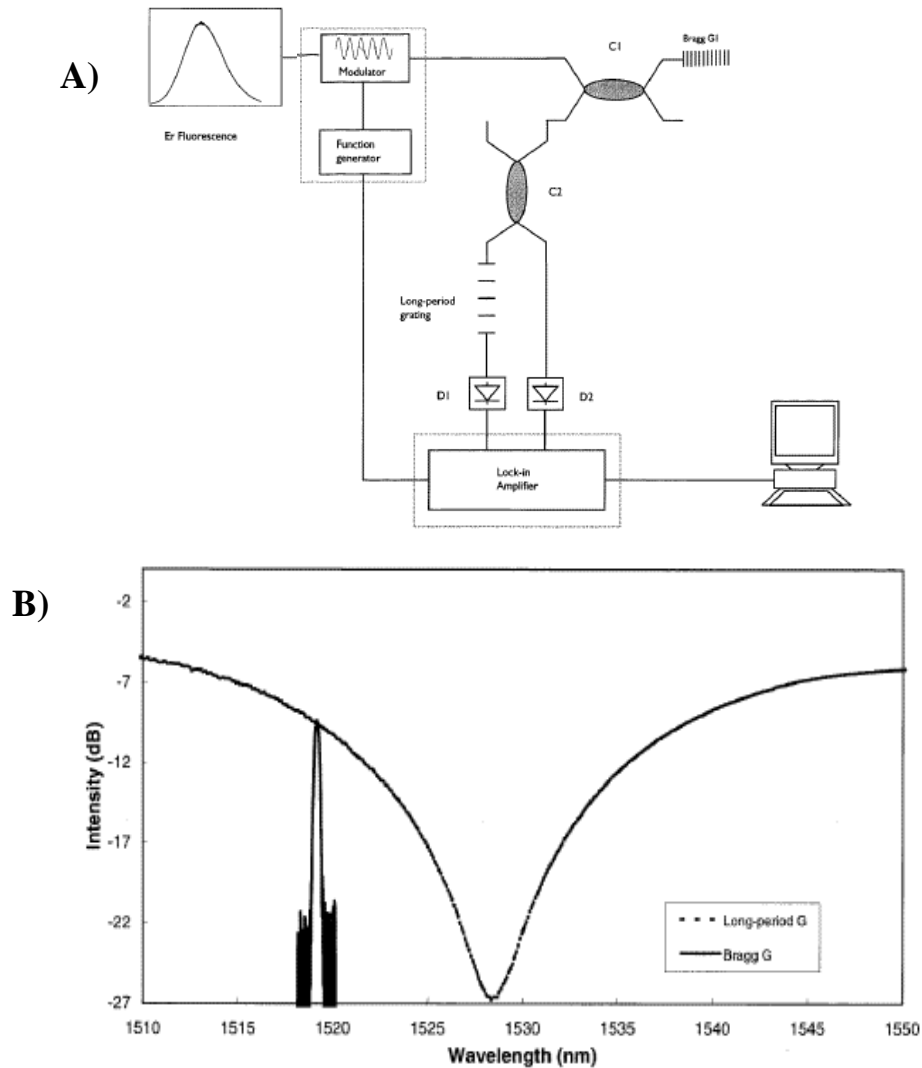 A)
Er Fluorescence
Modulator
Function
generator
C1
Bragg G1
C2
Long-period
grating
D1
D2
Lock-in
Amplifier
B)
Intensity (dB)
-2
-7
-12
-17
-22
-27
Long-period G
Bragg G
1510 1515 1520 1525 1530 1535 1540 1545 1550
Wavelength (nm)